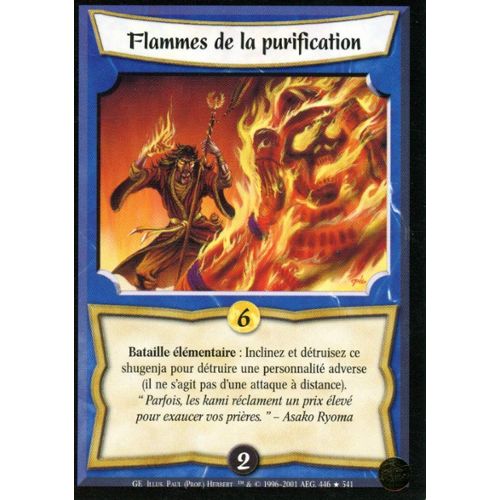 Flammes de la purification
6
Bataille élémentaire : Inclinez et détruisez ce
shugenja pour détruire une personnalité adverse
(il ne s'agit pas d'une attaque à distance).
“ Parfois, les kami réclament un prix élevé
pour exaucer vos prières. ” – Asako Ryoma
2
GE Illus. Paul (Prof.) Herbert ™ & © 1996-2001 AEG. 446 ★ 541